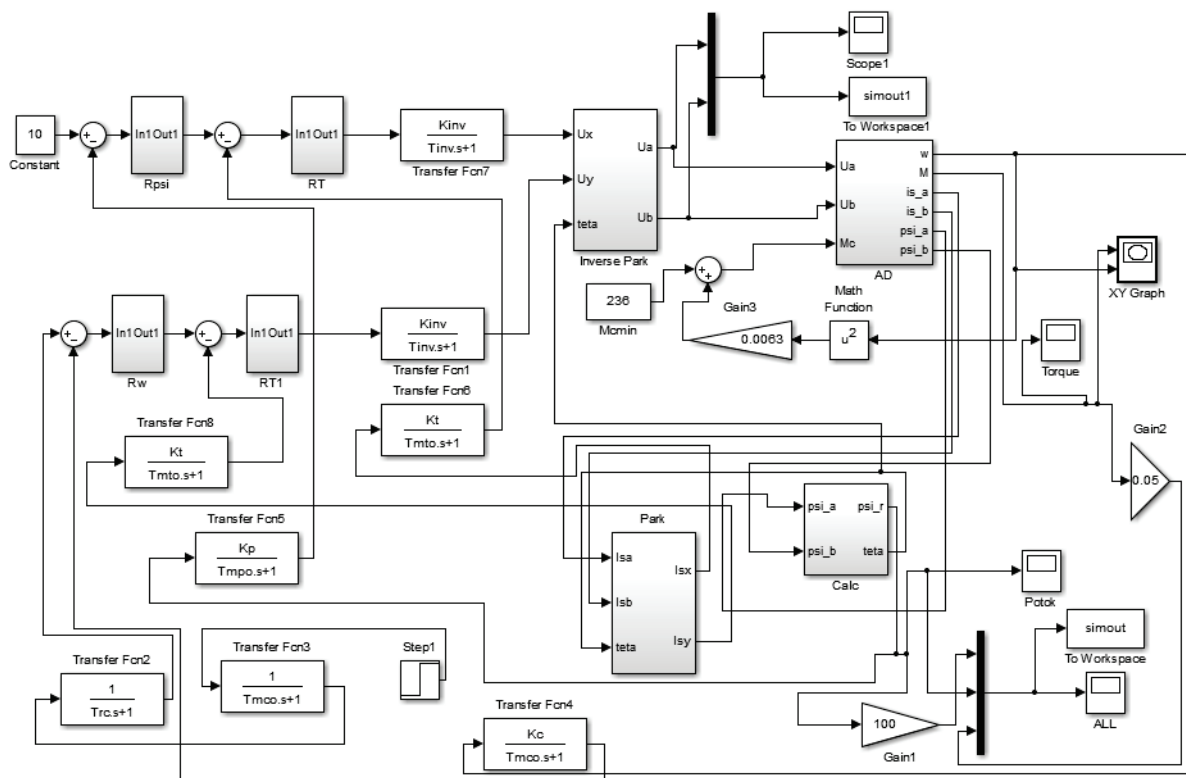 Scope1
simout1
To Workspace1
10
Constant
In1 Out1
Rpsi
In1 Out1
RT
Kinv
Tinv.s+1
Transfer Fcn7
Ux
Uy
teta
Ua
Ub
Inverse Park
Ua
Ub
Mc
w
M
is_a
is_b
psi_a
psi_b
AD
XY Graph
236
Mcmin
Gain3
0.0063
Math
Function
u²
Torque
In1 Out1
Rw
In1 Out1
RT1
Kinv
Tinv.s+1
Transfer Fcn1
Transfer Fcn6
Kt
Tmto.s+1
Transfer Fcn8
Kt
Tmto.s+1
Gain2
0.05
Transfer Fcn5
Kp
Tmpo.s+1
Park
Isa
Isb
teta
Isx
Isy
psi_a
psi_b
psi_r
teta
Calc
Potok
simout
To Workspace
Transfer Fcn2
1
Trc.s+1
Transfer Fcn3
1
Tmco.s+1
Step1
Transfer Fcn4
Kc
Tmco.s+1
100
Gain1
ALL